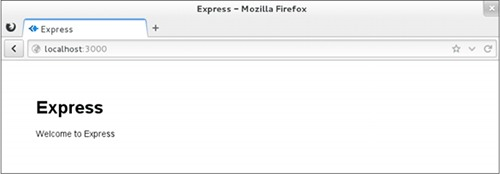 Express – Mozilla Firefox
Express
localhost:3000
Express
Welcome to Express